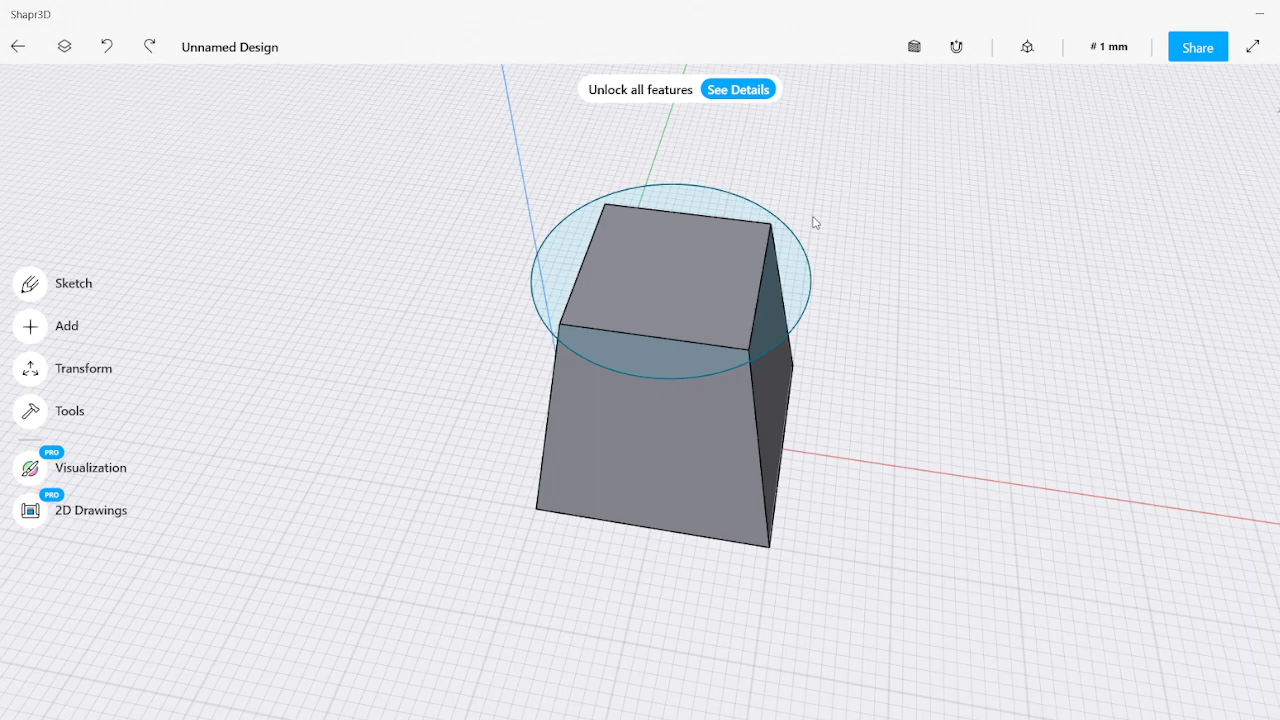 Shapr3D
Unnamed Design
# 1 mm
Share
Unlock all features See Details
Sketch
Add
Transform
Tools
PRO
Visualization
PRO
2D Drawings